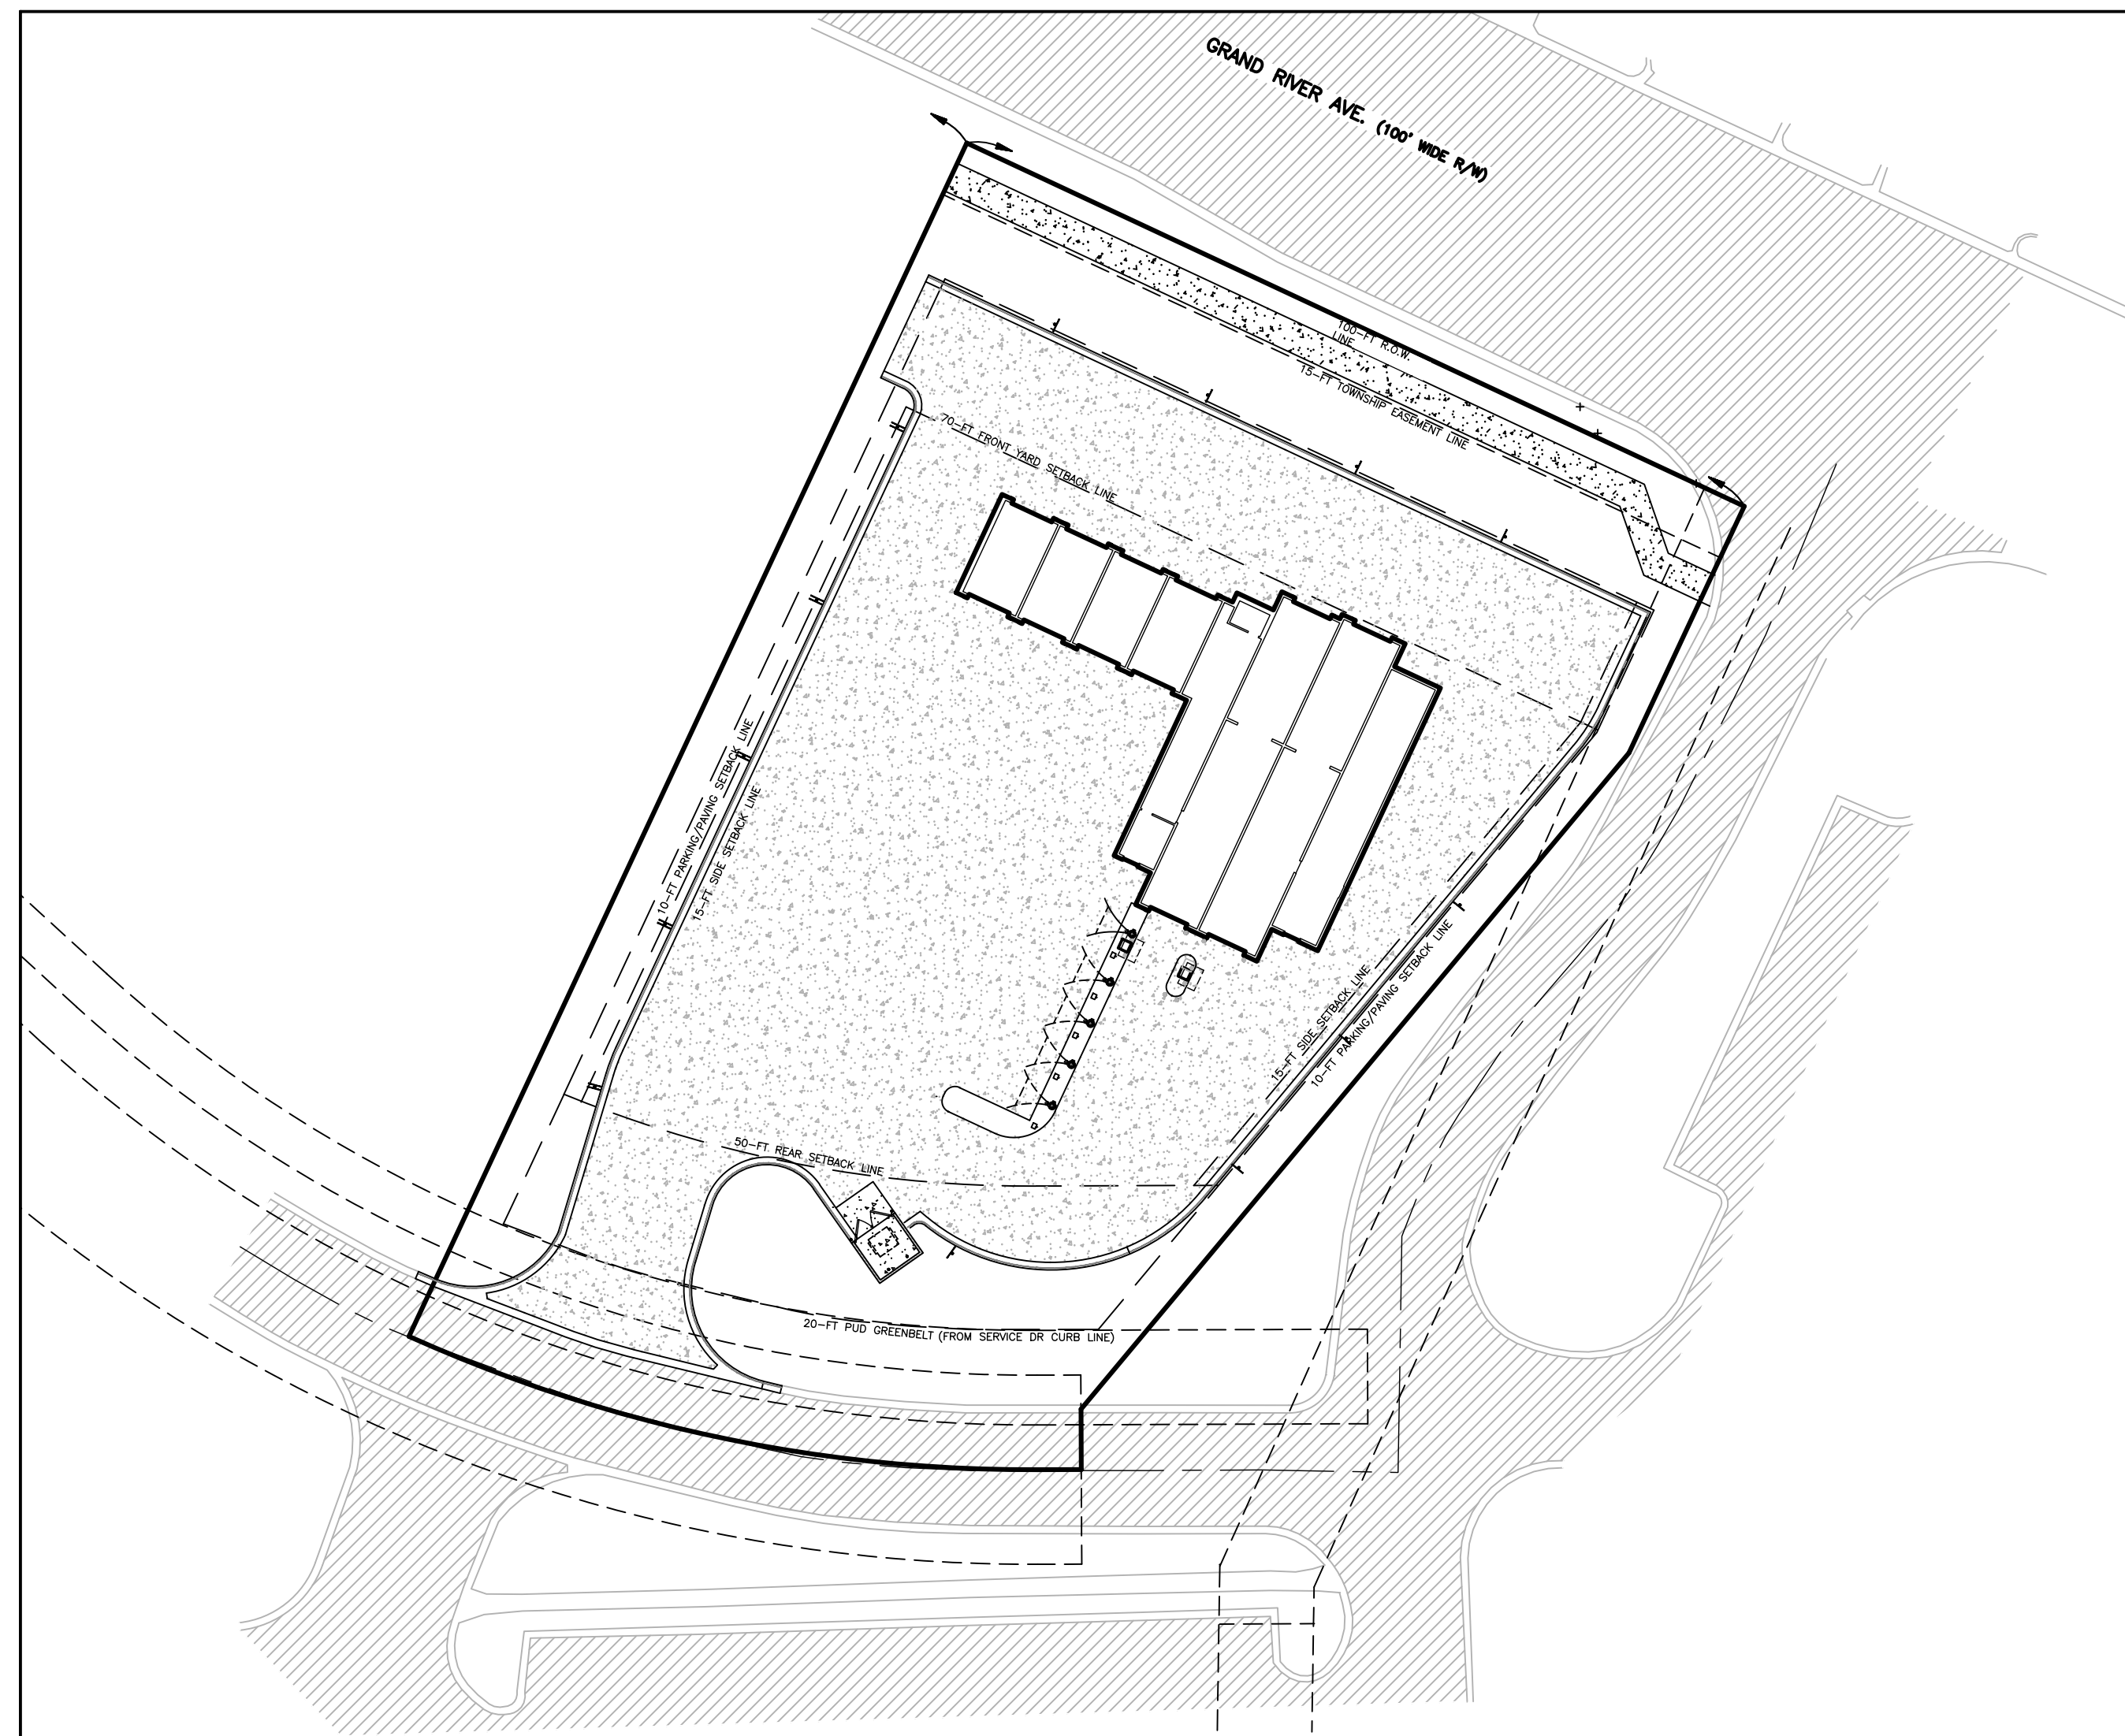 GRAND RIVER AVE. (100' WIDE R/W)
100-FT R.O.W.
LINE
15-FT TOWNSHIP EASEMENT LINE
70-FT FRONT YARD SETBACK LINE
10-FT PARKING/PAVING SETBACK LINE
15-FT SIDE SETBACK LINE
15-FT SIDE SETBACK LINE
10-FT PARKING/PAVING SETBACK LINE
50-FT REAR SETBACK LINE
20-FT PUD GREENBELT (FROM SERVICE DR CURB LINE)